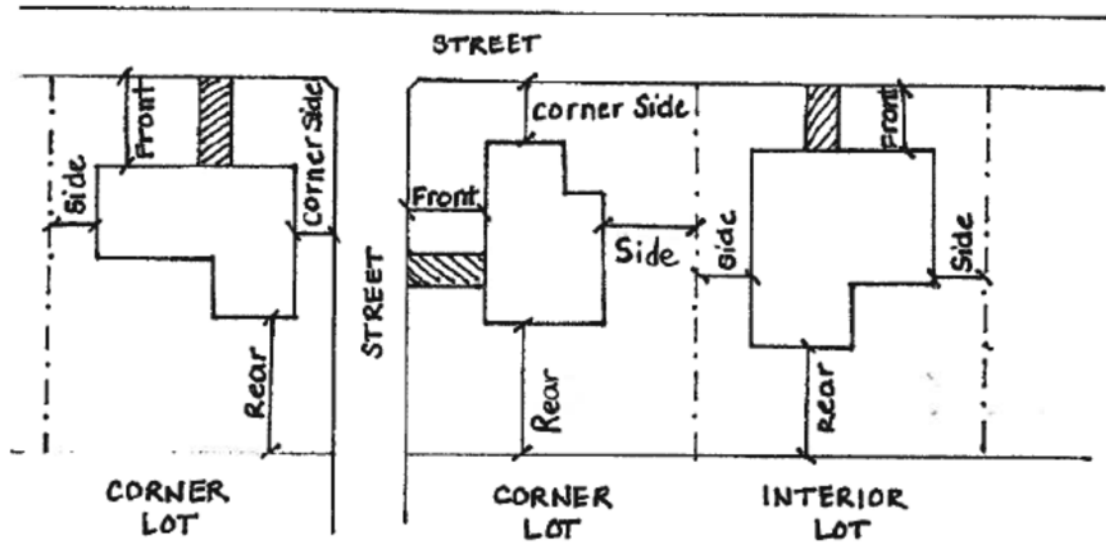 STREET
Front
Corner Side
Side
Rear
STREET
corner Side
Front
Side
Rear
Front
Side
Side
Rear
CORNER
LOT
CORNER
LOT
INTERIOR
LOT